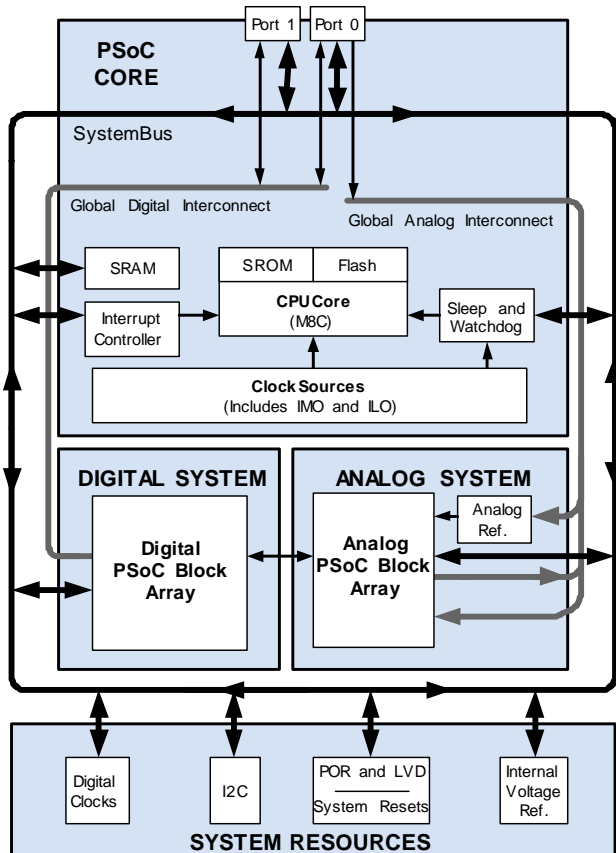 Port 1 Port 0
PSoC
CORE
SystemBus
Global Digital Interconnect
Global Analog Interconnect
SRAM
SROM Flash
CPUCore
(M8C)
Interrupt
Controller
Sleep and
Watchdog
ClockSources
(Includes IMO and ILO)
DIGITAL SYSTEM
ANALOG SYSTEM
Digital
PSoC Block
Array
Analog
PSoC Block
Array
Analog
Ref.
Digital
Clocks
I2C
POR and LVD
System Resets
Internal
Voltage
Ref.
SYSTEM RESOURCES